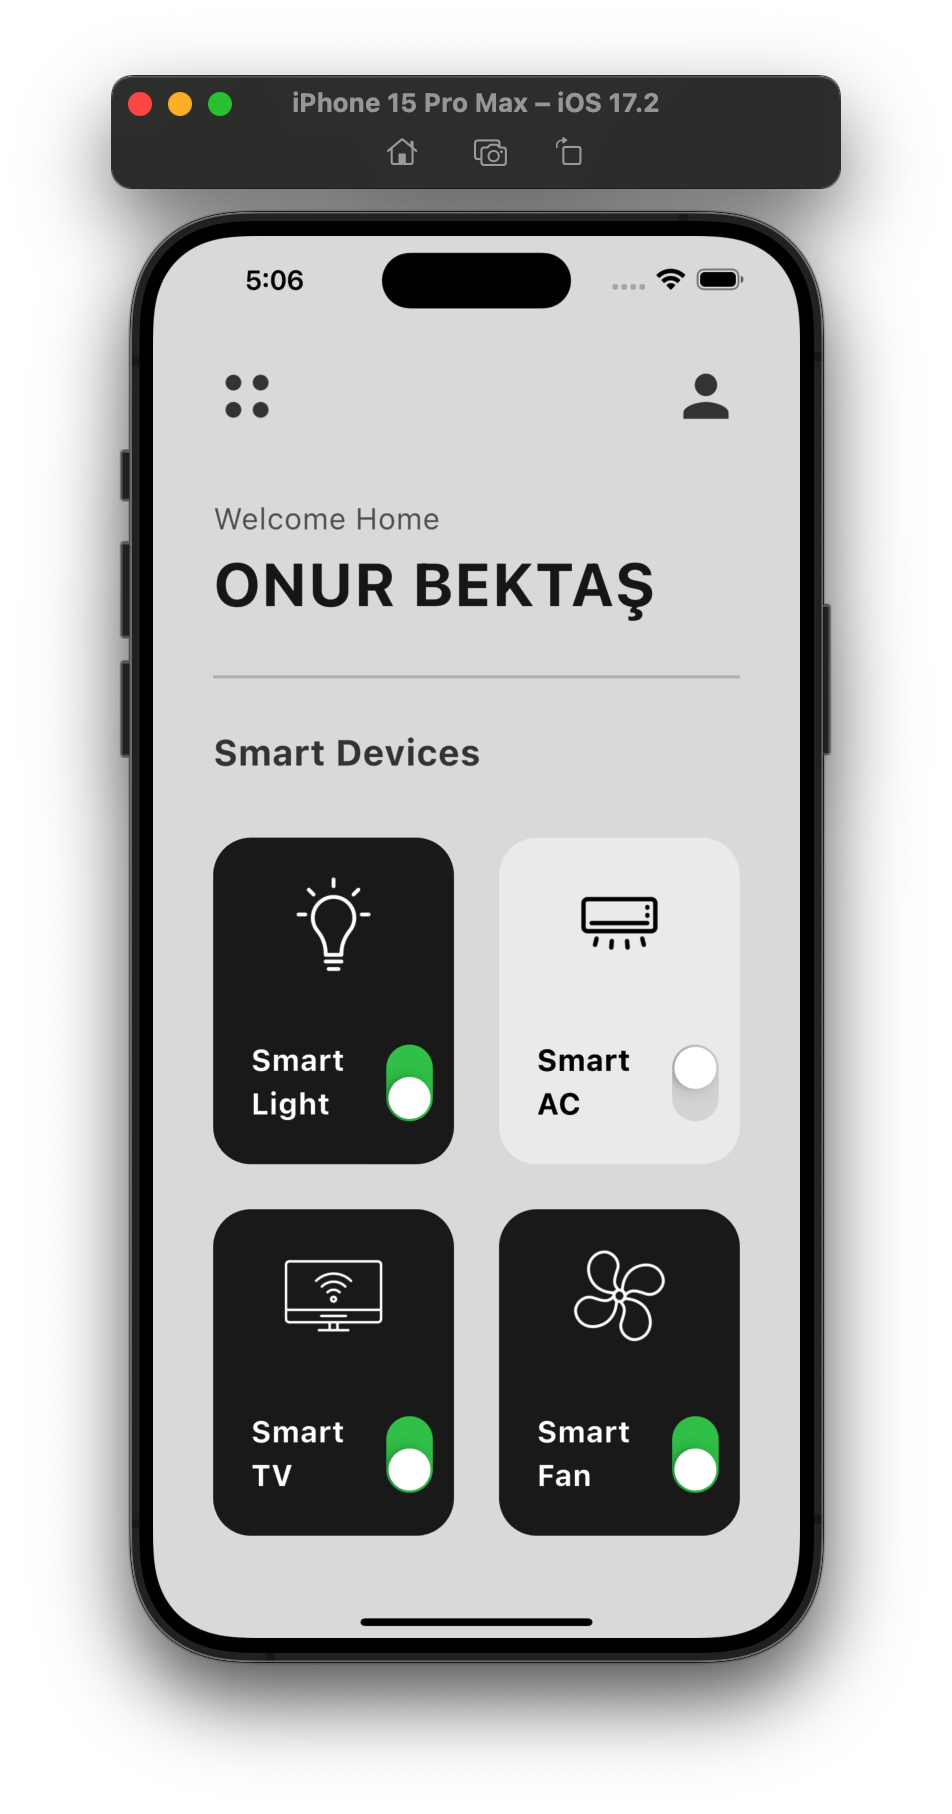 iPhone 15 Pro Max – iOS 17.2
5:06
Welcome Home
ONUR BEKTAŞ
Smart Devices
Smart
Light
Smart
AC
Smart
TV
Smart
Fan